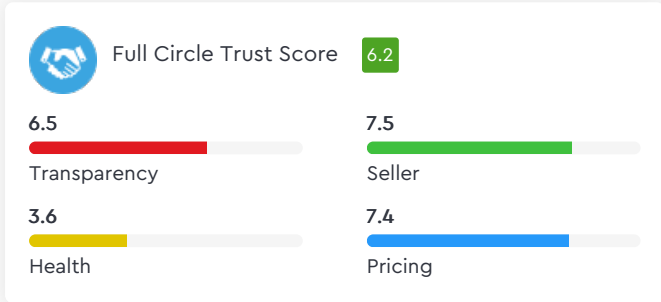 Full Circle Trust Score 6.2
6.5
Transparency
7.5
Seller
3.6
Health
7.4
Pricing